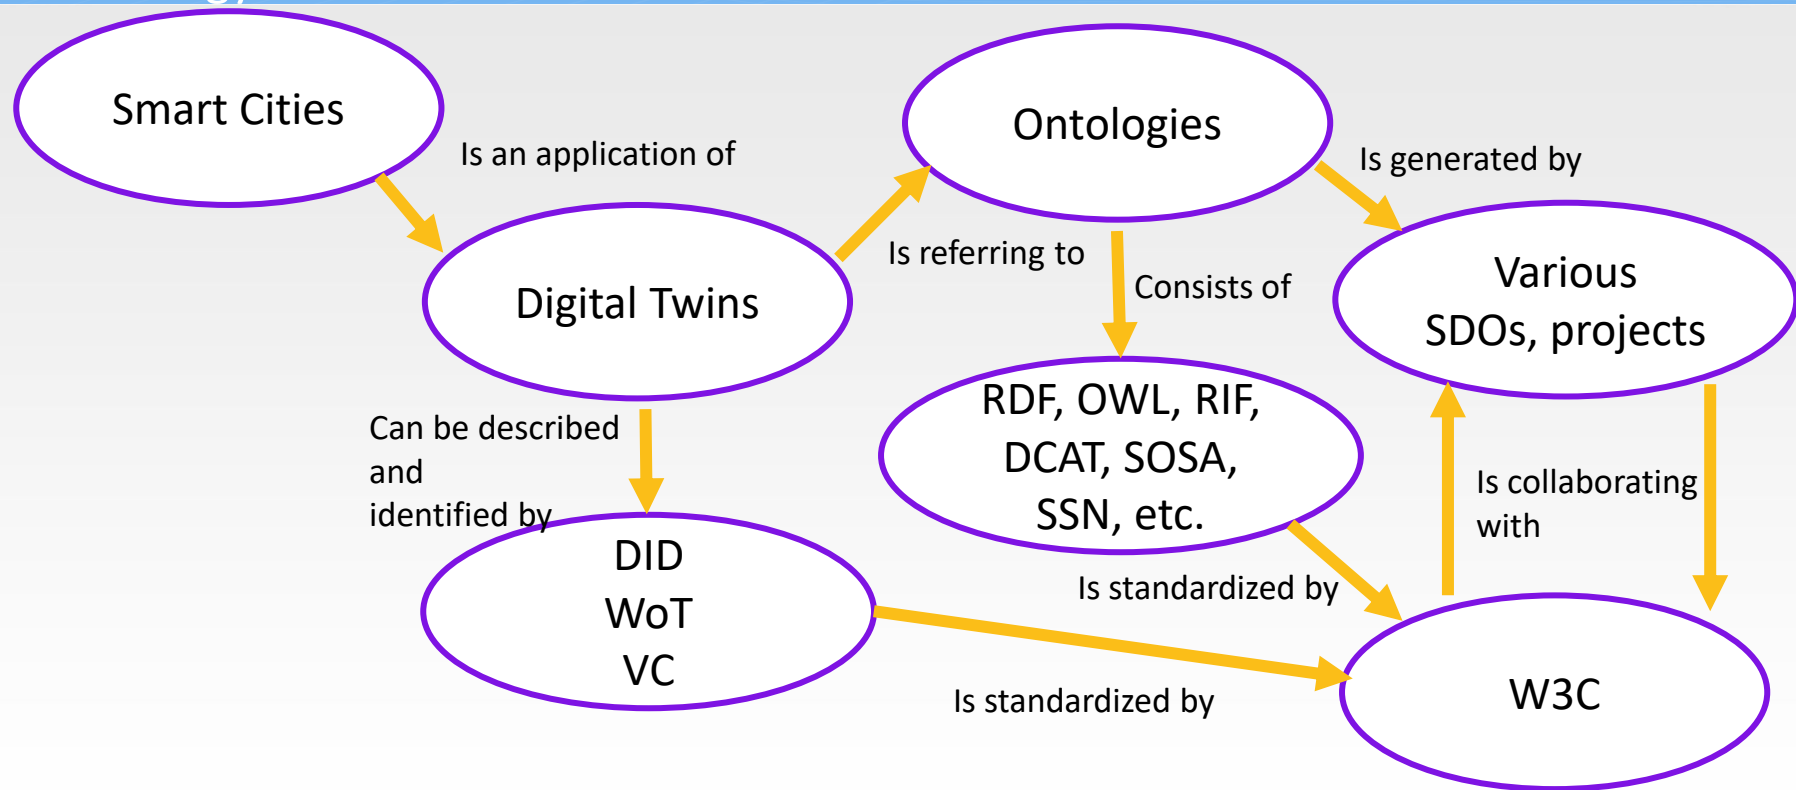 Smart Cities
Is an application of
Ontologies
Is generated by
Digital Twins
Is referring to
Consists of
Various
SDOs, projects
Can be described
and
identified by
RDF, OWL, RIF,
DCAT, SOSA,
SSN, etc.
Is collaborating
with
DID
WoT
VC
Is standardized by
Is standardized by
W3C